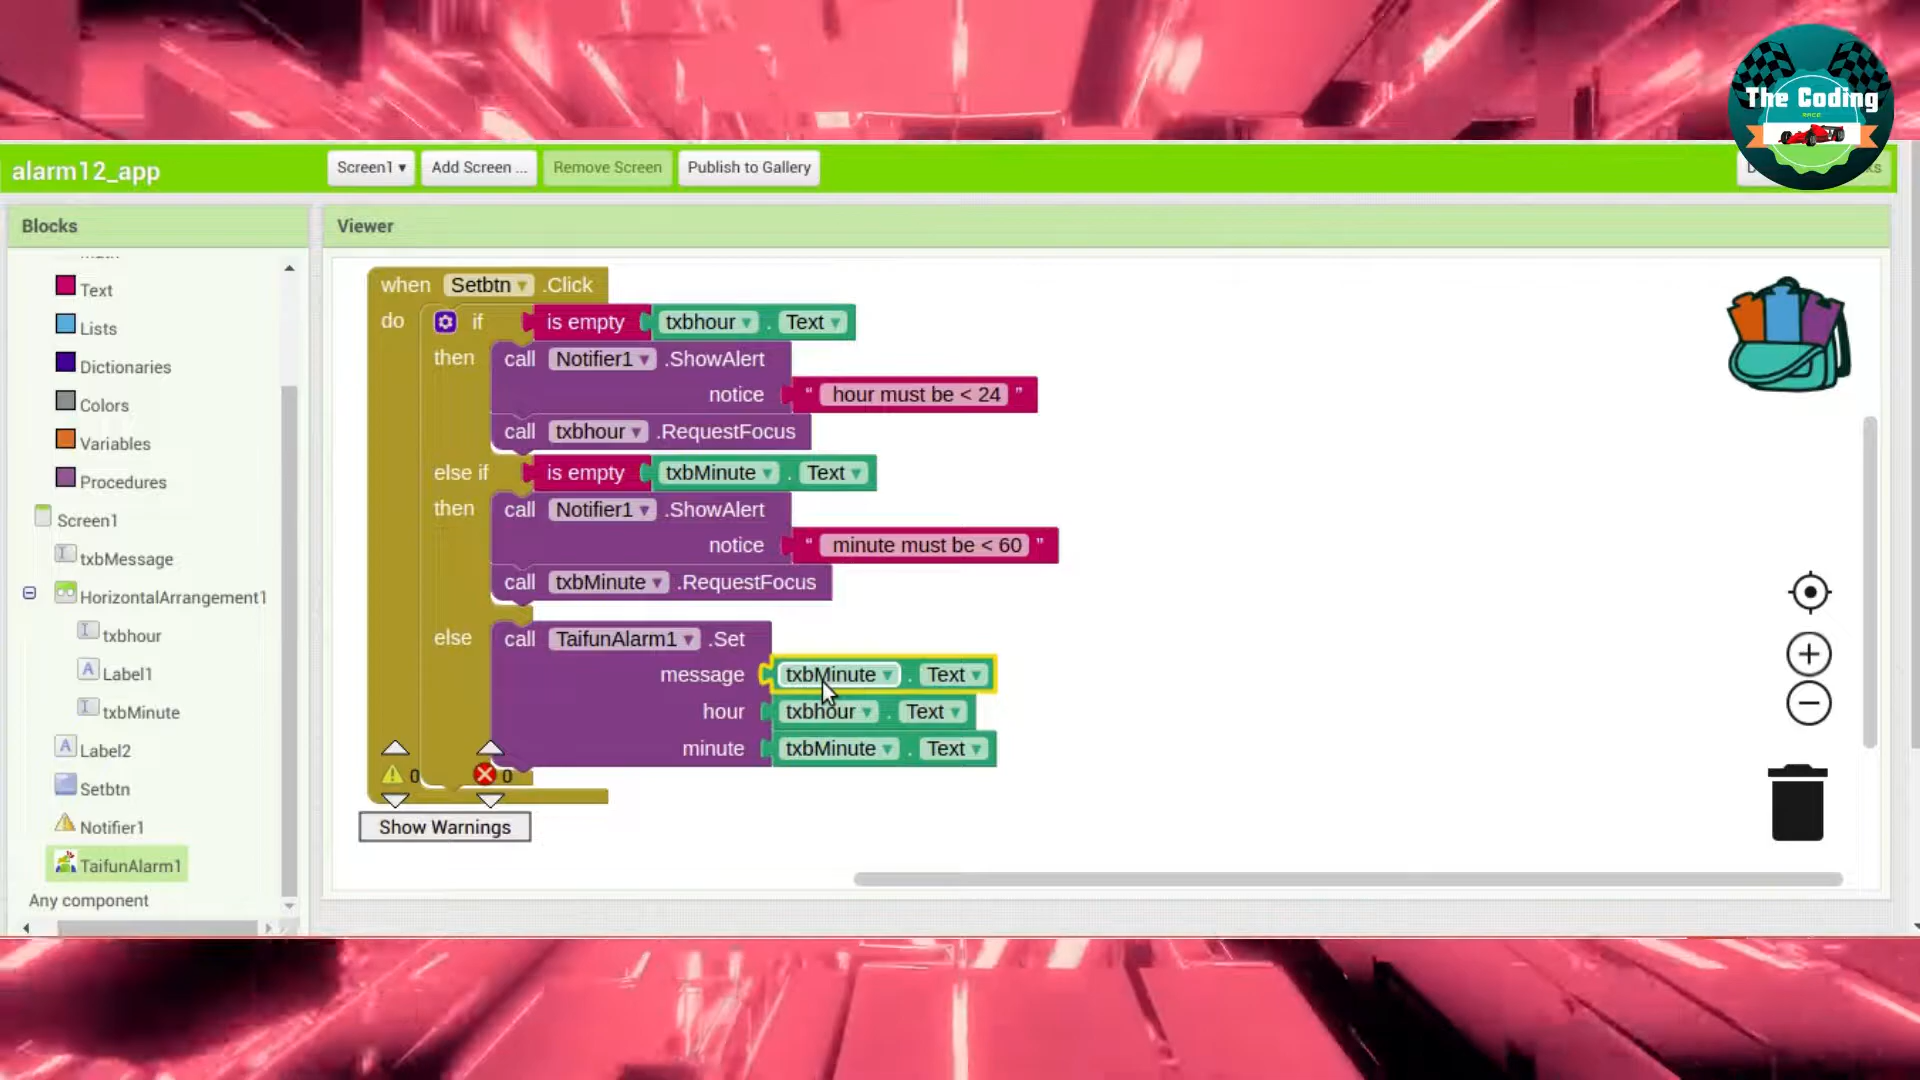 The Coding
RACE
alarm12_app
Screen1 ▾
Add Screen ...
Remove Screen
Publish to Gallery
Blocks
Viewer
Text
Lists
Dictionaries
Colors
Variables
Procedures
Screen1
txbMessage
HorizontalArrangement1
txbhour
Label1
txbMinute
Label2
Setbtn
Notifier1
TaifunAlarm1
Any component
when Setbtn .Click
do if is empty txbhour . Text
then call Notifier1 .ShowAlert
notice “ hour must be < 24 ”
call txbhour .RequestFocus
else if is empty txbMinute . Text
then call Notifier1 .ShowAlert
notice “ minute must be < 60 ”
call txbMinute .RequestFocus
else call TaifunAlarm1 .Set
message txbMinute . Text
hour txbhour . Text
minute txbMinute . Text
0 0
Show Warnings